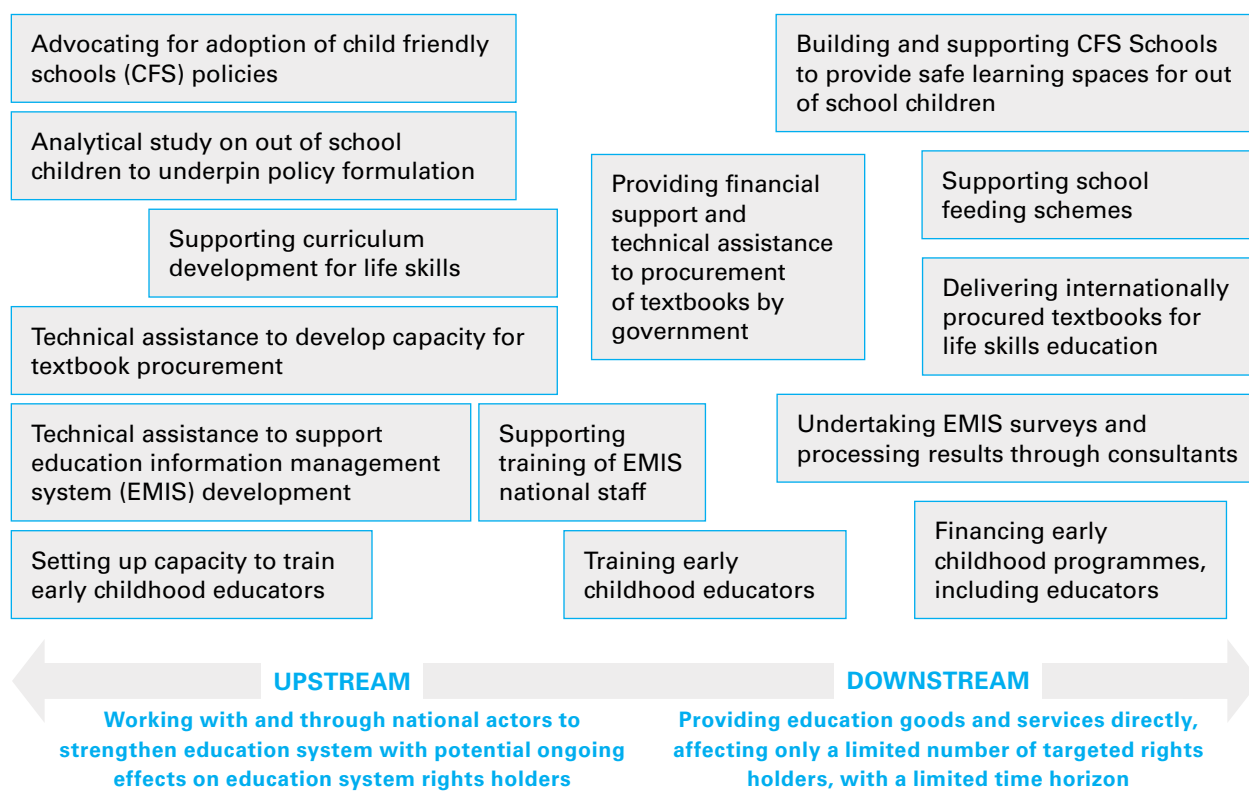 Advocating for adoption of child friendly
schools (CFS) policies
Building and supporting CFS Schools
to provide safe learning spaces for out
of school children
Analytical study on out of school
children to underpin policy formulation
Providing financial
support and
technical assistance
to procurement
of textbooks by
government
Supporting school
feeding schemes
Supporting curriculum
development for life skills
Delivering internationally
procured textbooks for
life skills education
Technical assistance to develop capacity for
textbook procurement
Technical assistance to support
education information management
system (EMIS) development
Supporting
training of EMIS
national staff
Undertaking EMIS surveys and
processing results through consultants
Setting up capacity to train
early childhood educators
Training early
childhood educators
Financing early
childhood programmes,
including educators
UPSTREAM
Working with and through national actors to
strengthen education system with potential ongoing
effects on education system rights holders
DOWNSTREAM
Providing education goods and services directly,
affecting only a limited number of targeted rights
holders, with a limited time horizon